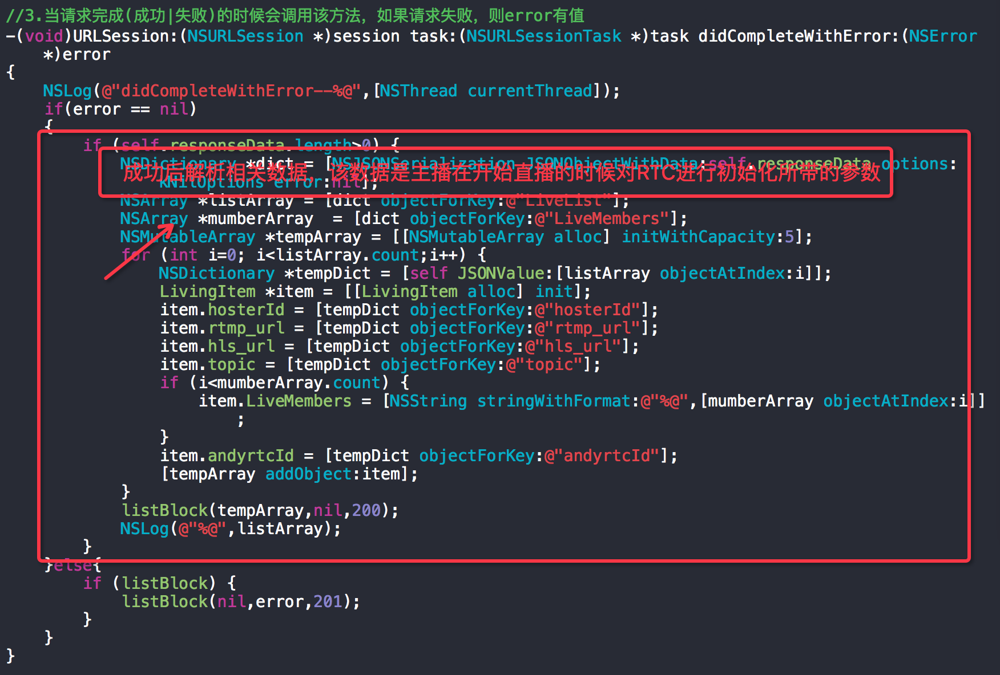 //3.当请求完成(成功|失败)的时候会调用该方法，如果请求失败，则error有值
-(void)URLSession:(NSURLSession *)session task:(NSURLSessionTask *)task didCompleteWithError:(NSError
*)error
{
NSLog(@"didCompleteWithError--%@",[NSThread currentThread]);
if(error == nil)
{
if (self.responseData.length>0) {
NSDictionary *dict = [NSJSONSerialization JSONObjectWithData:self.responseData options:
成功后解析相关数据，该数据是主播在开始直播的时候对RTC进行初始化所带的参数
kNilOptions error:nil];
NSArray *listArray = [dict objectForKey:@"LiveList"];
NSArray *mumberArray  = [dict objectForKey:@"LiveMembers"];
NSMutableArray *tempArray = [[NSMutableArray alloc] initWithCapacity:5];
for (int i=0; i<listArray.count;i++) {
NSDictionary *tempDict = [self JSONValue:[listArray objectAtIndex:i]];
LivingItem *item = [[LivingItem alloc] init];
item.hosterId = [tempDict objectForKey:@"hosterId"];
item.rtmp_url = [tempDict objectForKey:@"rtmp_url"];
item.hls_url = [tempDict objectForKey:@"hls_url"];
item.topic = [tempDict objectForKey:@"topic"];
if (i<mumberArray.count) {
item.LiveMembers = [NSString stringWithFormat:@"%@",[mumberArray objectAtIndex:i]]
;
}
item.andyrtcId = [tempDict objectForKey:@"andyrtcId"];
[tempArray addObject:item];
}
listBlock(tempArray,nil,200);
NSLog(@"%@",listArray);
}
}else{
if (listBlock) {
listBlock(nil,error,201);
}
}
}